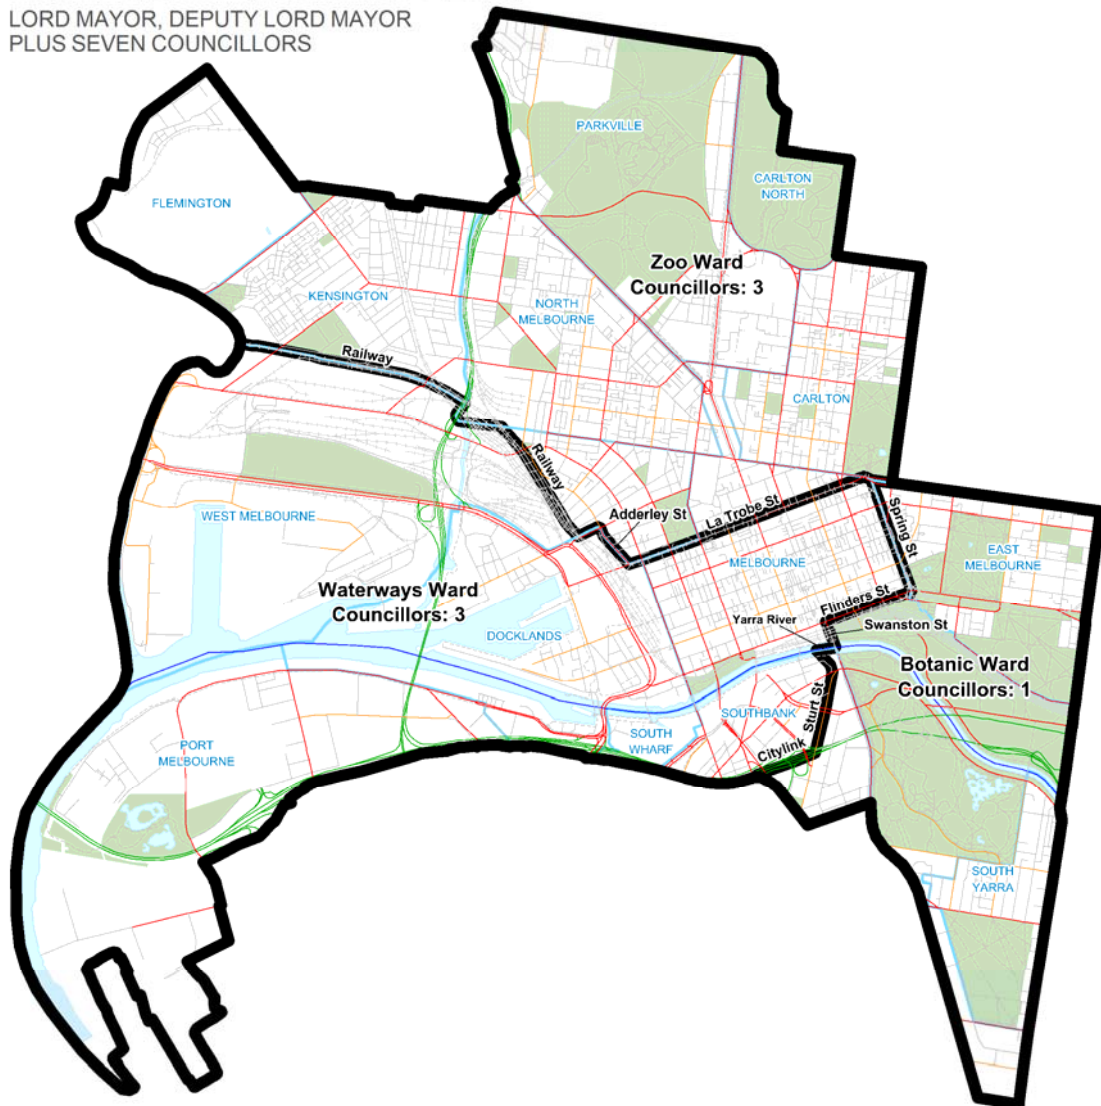 LORD MAYOR, DEPUTY LORD MAYOR
PLUS SEVEN COUNCILLORS
PARKVILLE
CARLTON
NORTH
FLEMINGTON
Zoo Ward
Councillors: 3
KENSINGTON
NORTH
MELBOURNE
Railway
CARLTON
Railway
Adderley St
La Trobe St
Spring St
WEST MELBOURNE
EAST
MELBOURNE
MELBOURNE
Waterways Ward
Councillors: 3
Flinders St
Yarra River
Swanston St
DOCKLANDS
Botanic Ward
Councillors: 1
Sturt St
SOUTHBANK
SOUTH
WHARF
Citylink
PORT
MELBOURNE
SOUTH
YARRA